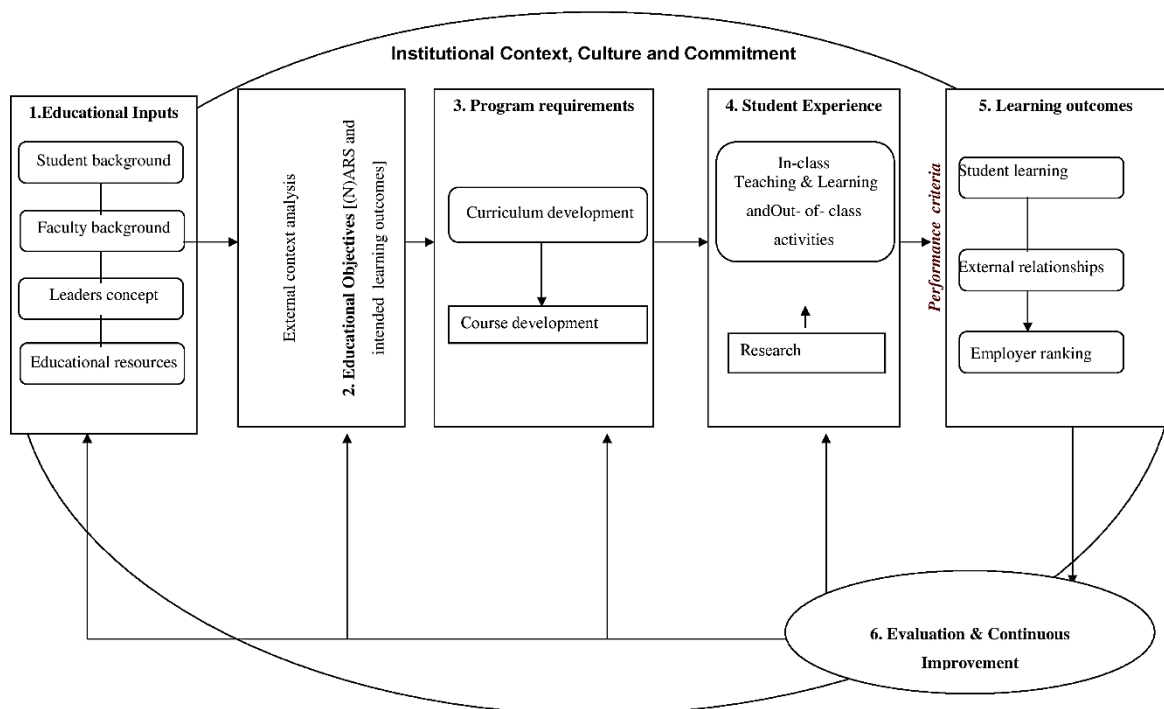 Institutional Context, Culture and Commitment
1.Educational Inputs
Student background
Faculty background
Leaders concept
Educational resources
External context analysis
2. Educational Objectives [(N)ARS and
intended learning outcomes]
3. Program requirements
Curriculum development
Course development
4. Student Experience
In-class
Teaching & Learning
andOut- of- class
activities
Research
Performance criteria
5. Learning outcomes
Student learning
External relationships
Employer ranking
6. Evaluation & Continuous
Improvement